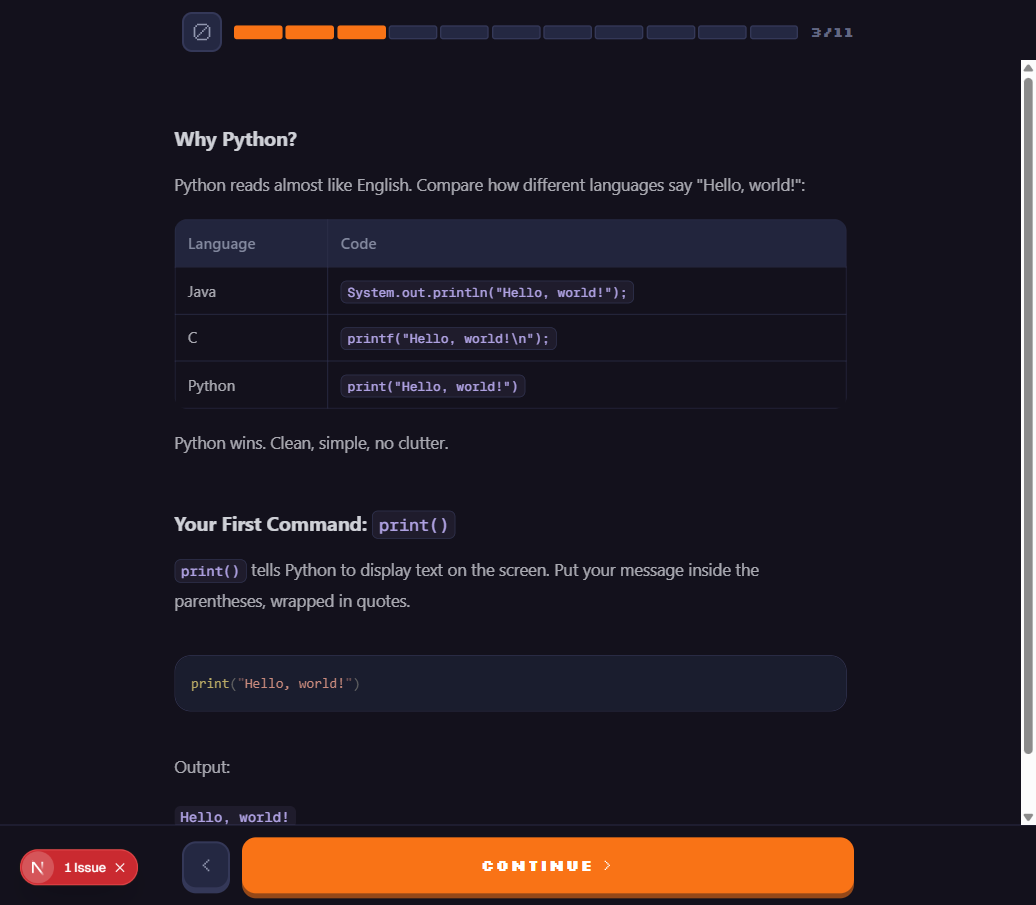 3/11
Why Python?
Python reads almost like English. Compare how different languages say "Hello, world!":
Language Code
Java System.out.println("Hello, world!");
C printf("Hello, world!\n");
Python print("Hello, world!")
Python wins. Clean, simple, no clutter.
Your First Command: print()
print() tells Python to display text on the screen. Put your message inside the
parentheses, wrapped in quotes.
print("Hello, world!")
Output:
Hello, world!
N 1 Issue
CONTINUE